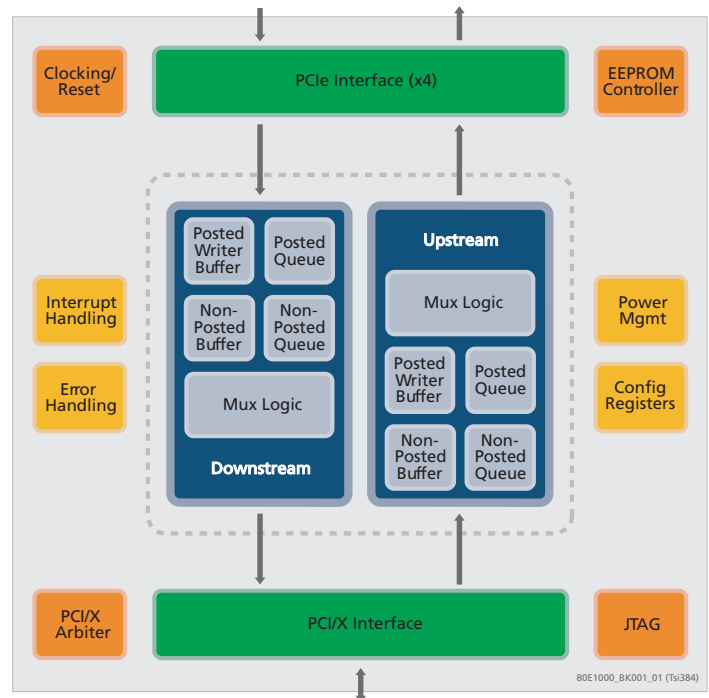 Clocking/
Reset
PCIe Interface (x4)
EEPROM
Controller
Posted
Writer
Buffer
Posted
Queue
Non-
Posted
Buffer
Non-
Posted
Queue
Mux Logic
Downstream
Upstream
Mux Logic
Posted
Writer
Buffer
Posted
Queue
Non-
Posted
Buffer
Non-
Posted
Queue
Interrupt
Handling
Error
Handling
Power
Mgmt
Config
Registers
PCI/X
Arbiter
PCI/X Interface
JTAG
80E1000_BK001_01 (Tsi384)